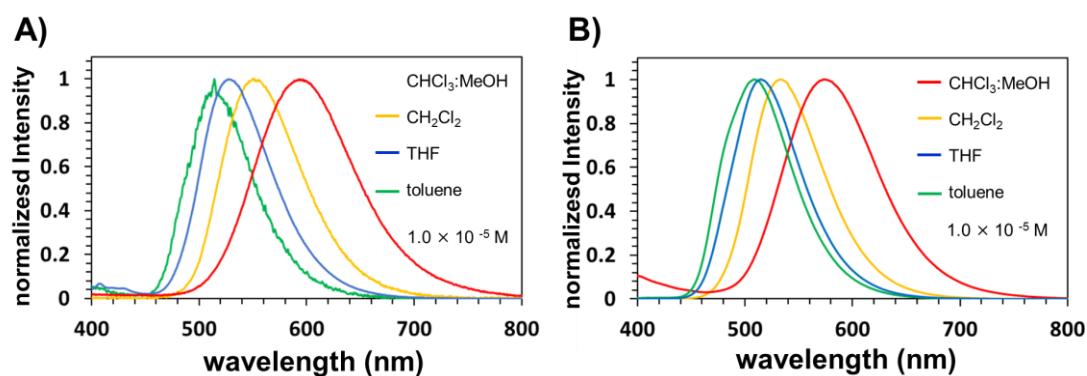 A)
normalizesd Intensity
1
0.8
0.6
0.4
0.2
0
CHCl₃:MeOH
CH₂Cl₂
THF
toluene
1.0 × 10 ⁻⁵ M
400 500 600 700 800
wavelength (nm)
B)
normalizesd Intensity
1
0.8
0.6
0.4
0.2
0
CHCl₃:MeOH
CH₂Cl₂
THF
toluene
1.0 × 10 ⁻⁵ M
400 500 600 700 800
wavelength (nm)